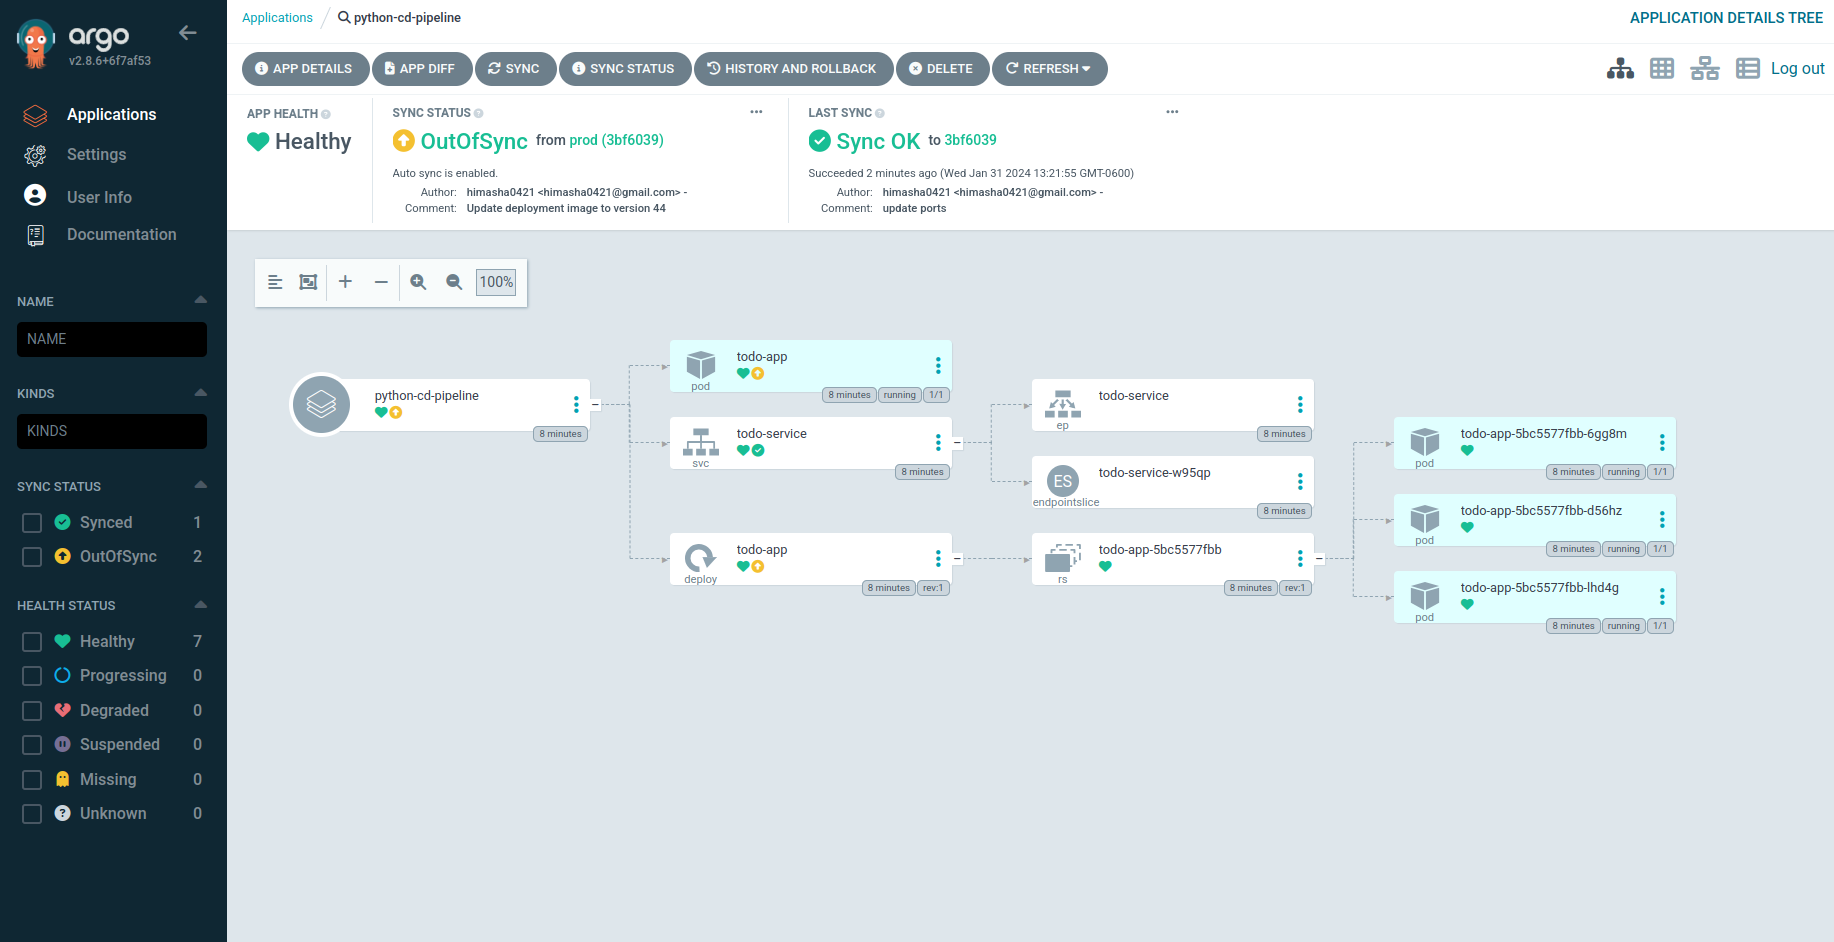 argo
v2.8.6+6f7af53
Applications
Settings
User Info
Documentation
NAME
NAME
KINDS
KINDS
SYNC STATUS
Synced 1
OutOfSync 2
HEALTH STATUS
Healthy 7
Progressing 0
Degraded 0
Suspended 0
Missing 0
Unknown 0
Applications / python-cd-pipeline
APPLICATION DETAILS TREE
APP DETAILS APP DIFF SYNC SYNC STATUS HISTORY AND ROLLBACK DELETE REFRESH
Log out
APP HEALTH
Healthy
SYNC STATUS
OutOfSync from prod (3bf6039)
Auto sync is enabled.
Author: himasha0421 <himasha0421@gmail.com> -
Comment: Update deployment image to version 44
LAST SYNC
Sync OK to 3bf6039
Succeeded 2 minutes ago (Wed Jan 31 2024 13:21:55 GMT-0600)
Author: himasha0421 <himasha0421@gmail.com> -
Comment: update ports
100%
python-cd-pipeline
8 minutes
todo-app
pod
8 minutes running 1/1
todo-service
svc
8 minutes
todo-app
deploy
8 minutes rev:1
todo-service
ep
8 minutes
ES
todo-service-w95qp
endpointslice
8 minutes
todo-app-5bc5577fbb
rs
8 minutes rev:1
todo-app-5bc5577fbb-6gg8m
pod
8 minutes running 1/1
todo-app-5bc5577fbb-d56hz
pod
8 minutes running 1/1
todo-app-5bc5577fbb-lhd4g
pod
8 minutes running 1/1